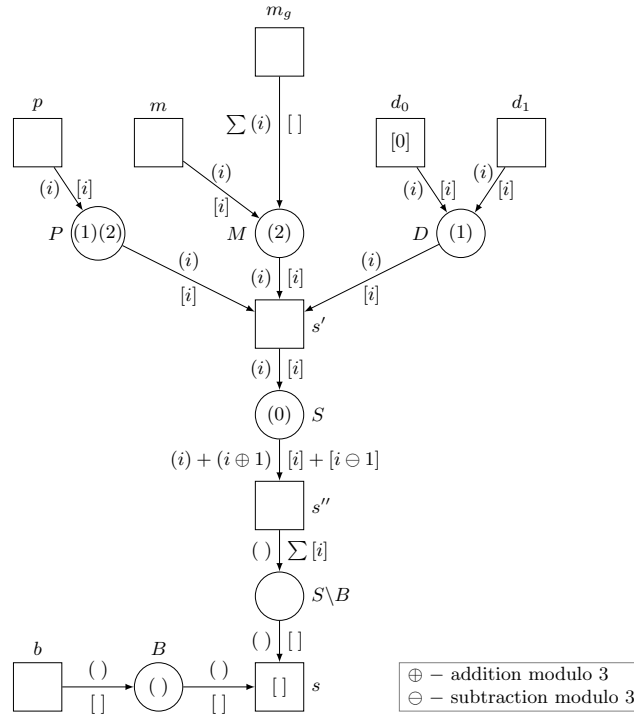 m_g
∑ (i) [ ]
p m d_0 d_1
[0]
(i) [i] (i) [i] (i) [i] (i) [i]
P (1)(2) M (2) D (1)
(i) [i] (i) [i] (i) [i]
s′
(i) [i]
(0) S
(i) + (i ⊕ 1) [i] + [i ⊖ 1]
s″
( ) ∑ [i]
S\B
( ) [ ]
b B
( ) ( )
( ) [ ] s
[ ] [ ]
⊕ − addition modulo 3
⊖ − subtraction modulo 3